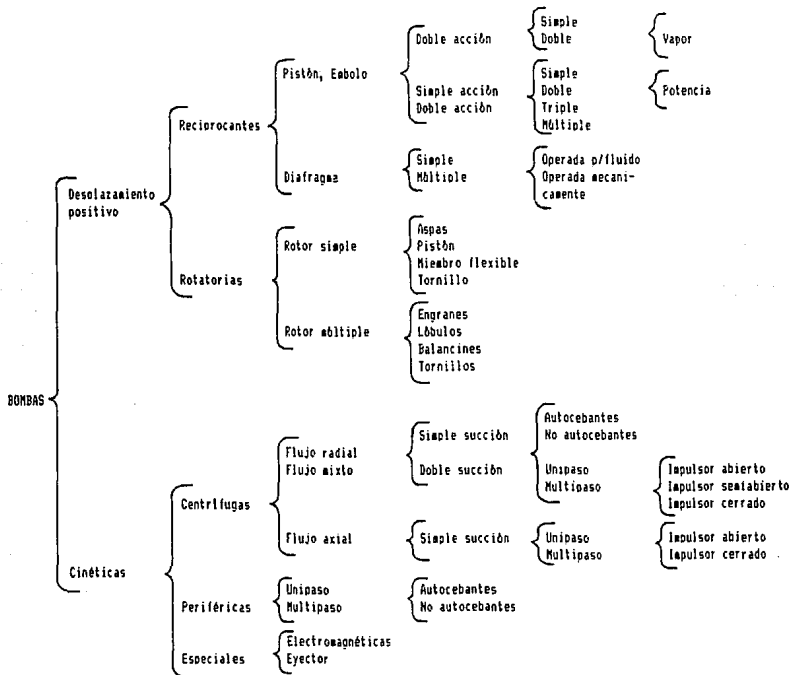 Doble acción
Simple
Doble
Vapor
Pistón, Embolo
Simple acción
Doble acción
Simple
Doble
Triple
Múltiple
Potencia
Reciprocantes
Diafragma
Simple
Múltiple
Operada p/fluido
Operada mecani-
camente
Desolazamiento
positivo
Rotatorias
Rotor simple
Aspas
Pistón
Miembro flexible
Tornillo
Rotor múltiple
Engranes
Lóbulos
Balancines
Tornillos
BOMBAS
Cinéticas
Centrífugas
Flujo radial
Flujo mixto
Simple succión
Doble succión
Autocebantes
No autocebantes
Unipaso
Multipaso
Impulsor abierto
Impulsor semiabierto
Impulsor cerrado
Flujo axial
Simple succión
Unipaso
Multipaso
Impulsor abierto
Impulsor cerrado
Periféricas
Unipaso
Multipaso
Autocebantes
No autocebantes
Especiales
Electromagnéticas
Eyector